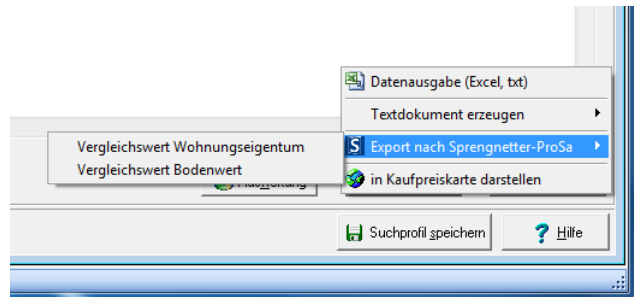 Datenausgabe (Excel, txt)
Textdokument erzeugen
Export nach Sprengnetter-ProSa
in Kaufpreiskarte darstellen
Vergleichswert Wohnungseigentum
Vergleichswert Bodenwert
Suchprofil speichern
Hilfe